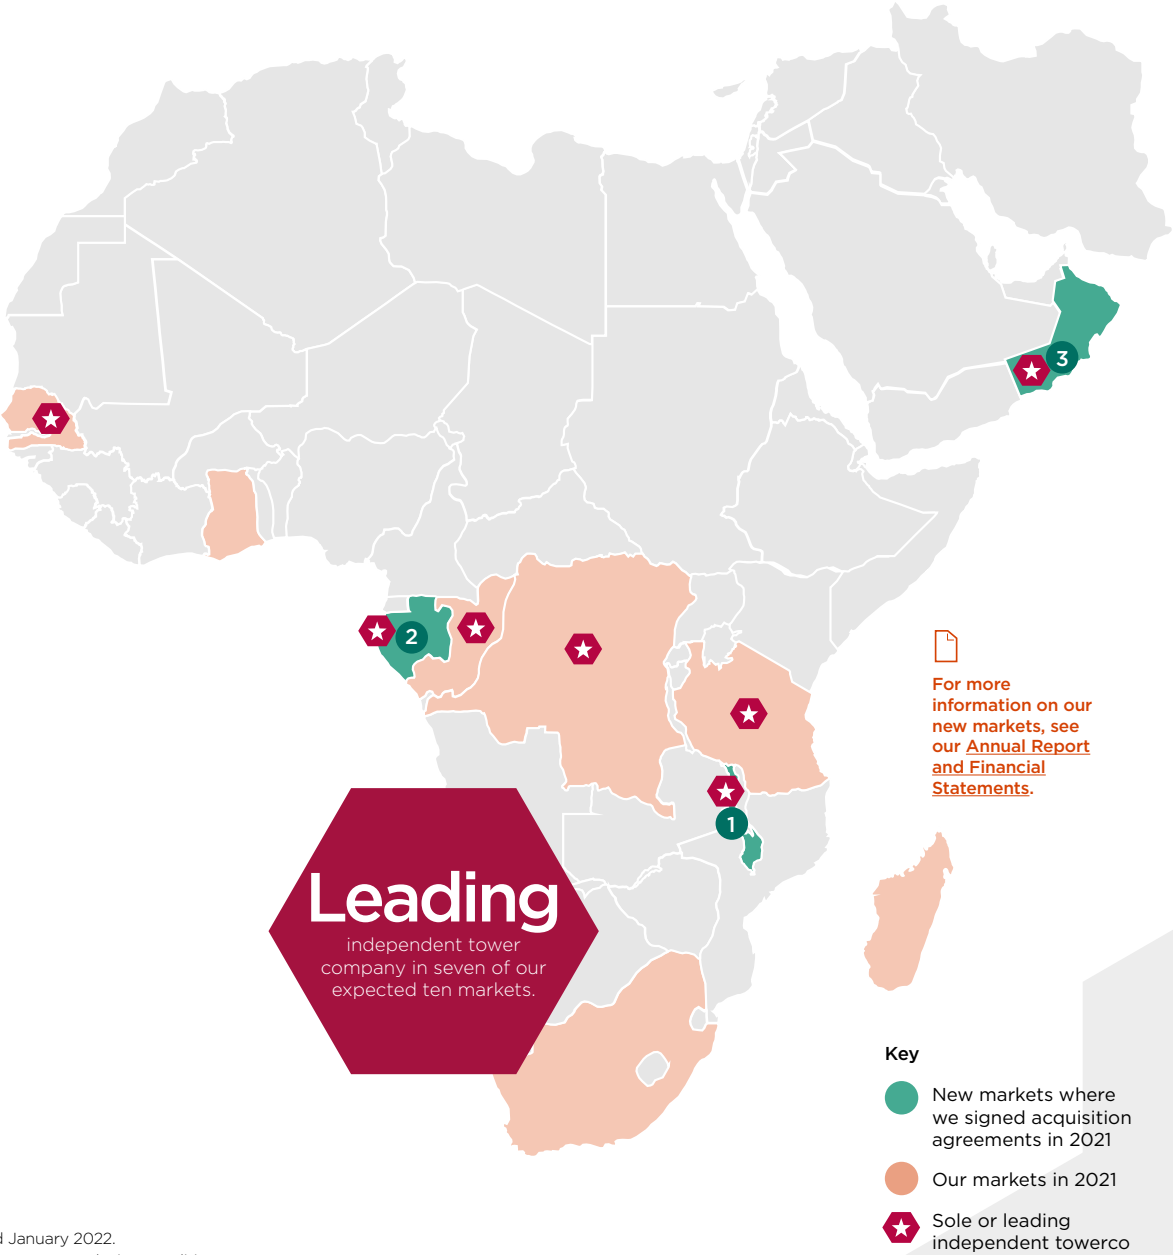 3
2
1
For more
information on our
new markets, see
our Annual Report
and Financial
Statements.
Leading
independent tower
company in seven of our
expected ten markets.
Key
New markets where
we signed acquisition
agreements in 2021
Our markets in 2021
Sole or leading
independent towerco
January 2022.